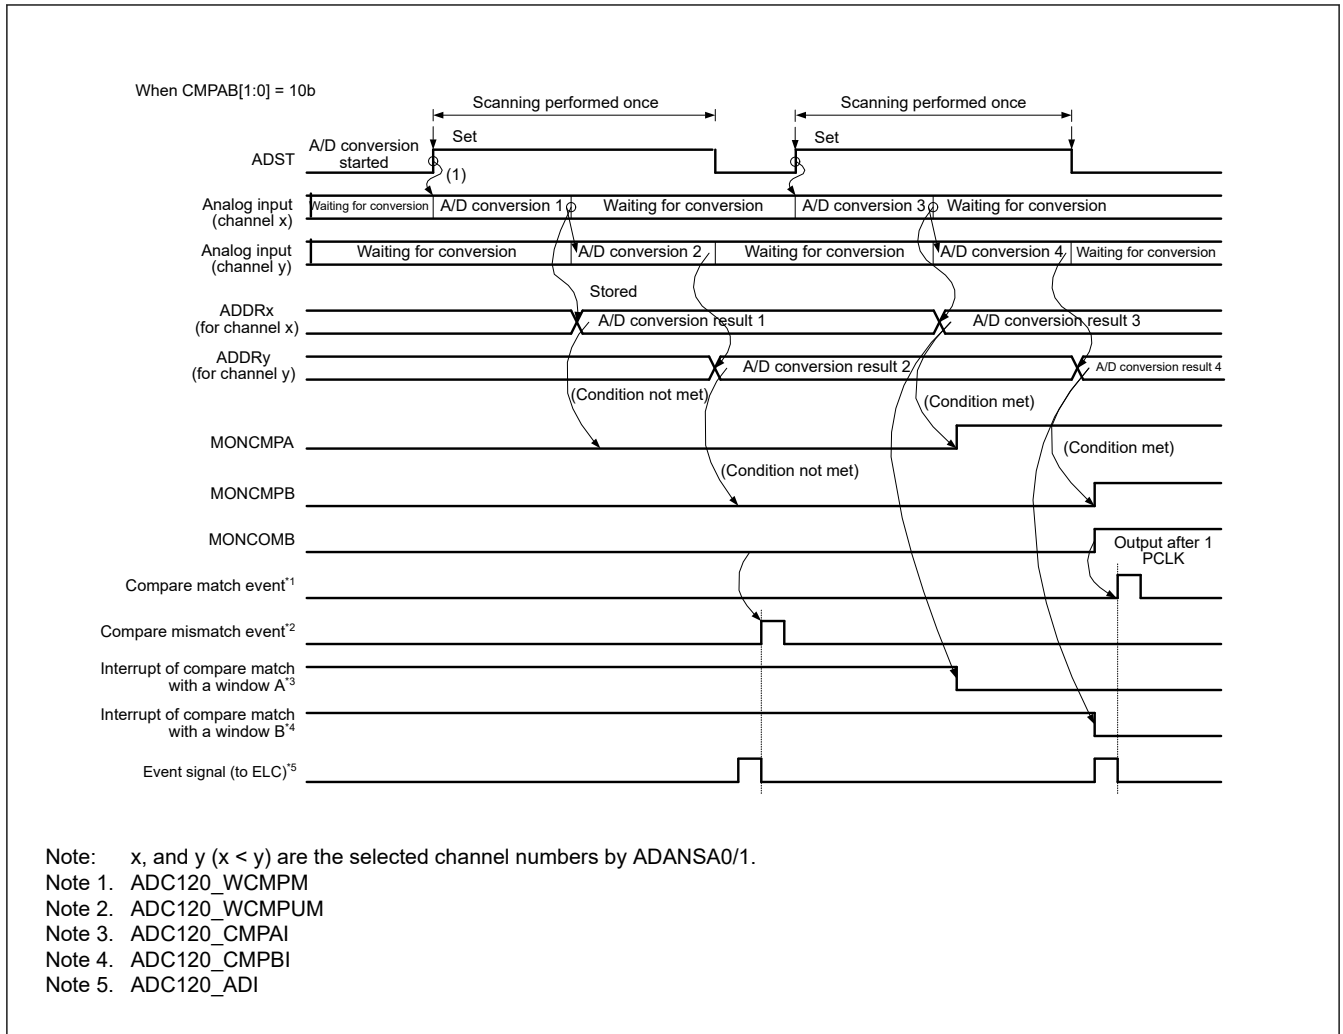 When CMPAB[1:0] = 10b
Scanning performed once
Scanning performed once
ADST
A/D conversion
started
Set
Set
(1)
Analog input
(channel x)
Waiting for conversion
A/D conversion 1
Waiting for conversion
A/D conversion 3
Waiting for conversion
Analog input
(channel y)
Waiting for conversion
A/D conversion 2
Waiting for conversion
A/D conversion 4
Waiting for conversion
Stored
ADDRx
(for channel x)
A/D conversion result 1
A/D conversion result 3
ADDRy
(for channel y)
A/D conversion result 2
A/D conversion result 4
(Condition not met)
(Condition met)
MONCMPA
(Condition met)
(Condition not met)
MONCMPB
MONCOMB
Output after 1
PCLK
Compare match event*1
Compare mismatch event*2
Interrupt of compare match
with a window A*3
Interrupt of compare match
with a window B*4
Event signal (to ELC)*5
Note: x, and y (x < y) are the selected channel numbers by ADANSA0/1.
Note 1. ADC120_WCMPM
Note 2. ADC120_WCMPUM
Note 3. ADC120_CMPAI
Note 4. ADC120_CMPBI
Note 5. ADC120_ADI